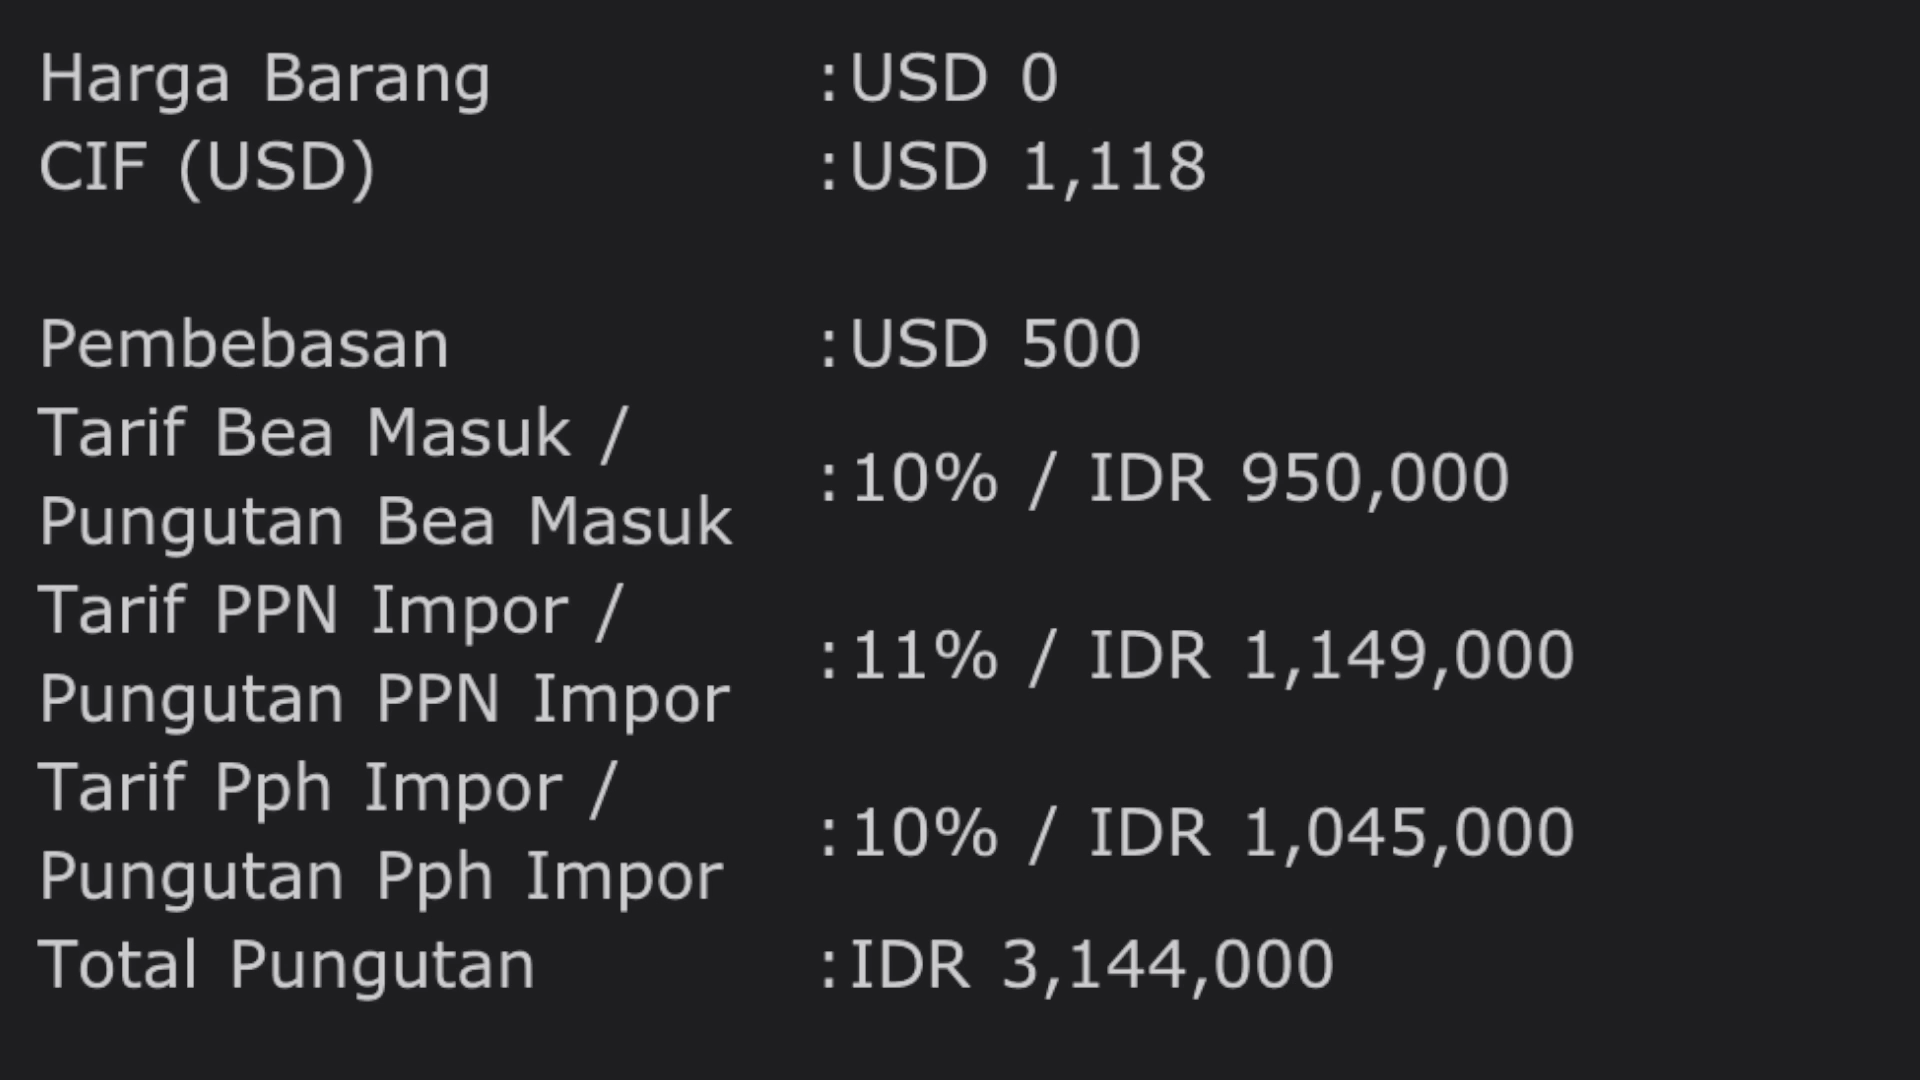 Harga Barang :USD 0
CIF (USD) :USD 1,118
Pembebasan :USD 500
Tarif Bea Masuk /
Pungutan Bea Masuk :10% / IDR 950,000
Tarif PPN Impor /
Pungutan PPN Impor :11% / IDR 1,149,000
Tarif Pph Impor /
Pungutan Pph Impor :10% / IDR 1,045,000
Total Pungutan :IDR 3,144,000